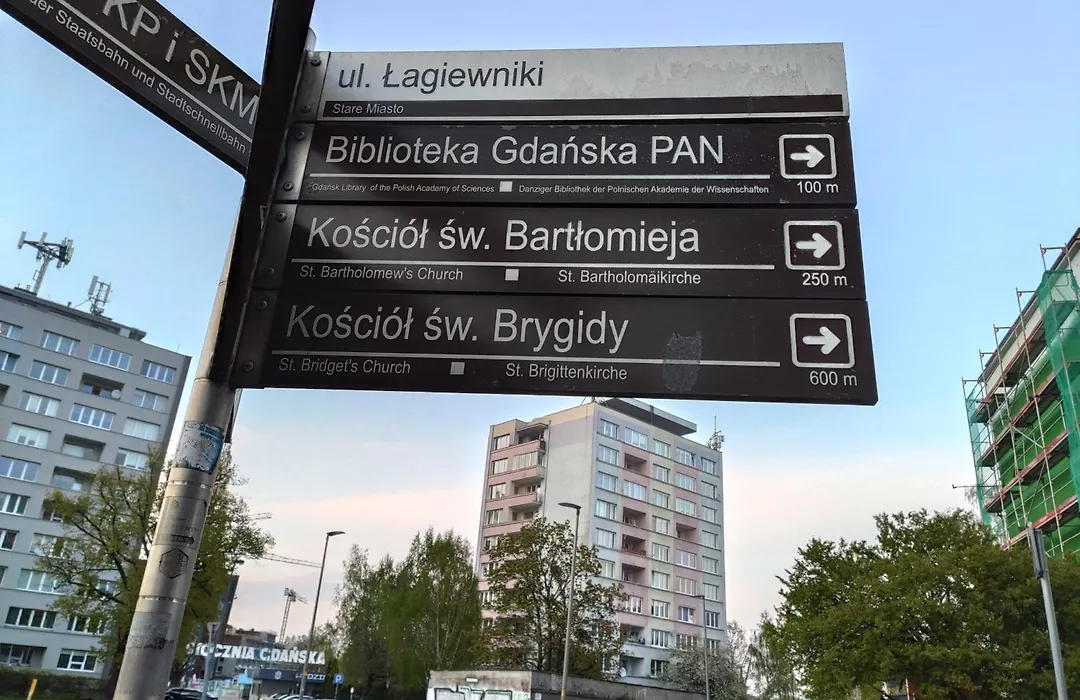 KP i SKM
der Staatsbahn und Stadtschnellbahn
ul. Łagiewniki
Stare Miasto
Biblioteka Gdańska PAN
100 m
Gdańsk Library of the Polish Academy of Sciences Danziger Bibliothek der Polnischen Akademie der Wissenschaften
Kościół św. Bartłomieja
250 m
St. Bartholomew's Church St. Bartholomäikirche
Kościół św. Brygidy
600 m
St. Bridget's Church St. Brigittenkirche
OCZNIA GDAŃSKA